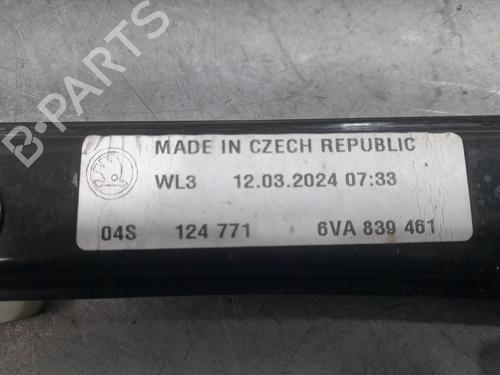 B-PARTS
MADE IN CZECH REPUBLIC
WL3 12.03.2024 07:33
04S 124 771 6VA 839 461